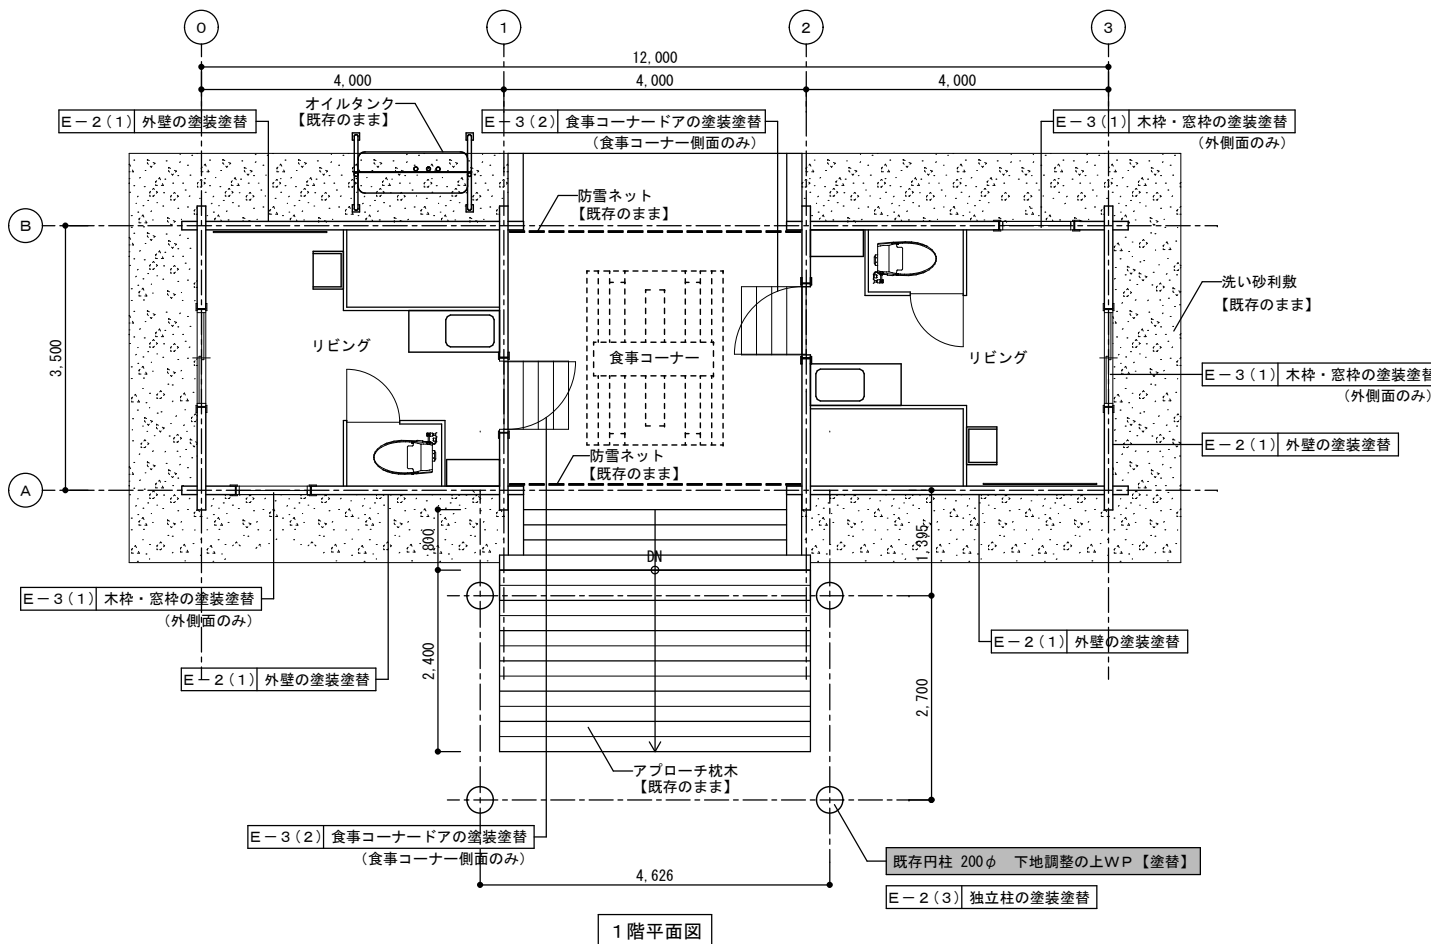 0
1
2
3
12,000
4,000
4,000
4,000
オイルタンク
【既存のまま】
E－2(1) 外壁の塗装塗替
E－3(2) 食事コーナードアの塗装塗替
(食事コーナー側面のみ)
E－3(1) 木枠・窓枠の塗装塗替
(外側面のみ)
防雪ネット
【既存のまま】
B
洗い砂利敷
【既存のまま】
3,500
リビング
食事コーナー
リビング
E－3(1) 木枠・窓枠の塗装塗替
(外側面のみ)
E－2(1) 外壁の塗装塗替
防雪ネット
【既存のまま】
A
800
DN
1,395
E－3(1) 木枠・窓枠の塗装塗替
(外側面のみ)
E－2(1) 外壁の塗装塗替
E－2(1) 外壁の塗装塗替
2,400
2,700
アプローチ枕木
【既存のまま】
E－3(2) 食事コーナードアの塗装塗替
(食事コーナー側面のみ)
既存円柱 200φ 下地調整の上WP【塗替】
4,626
E－2(3) 独立柱の塗装塗替
1階平面図